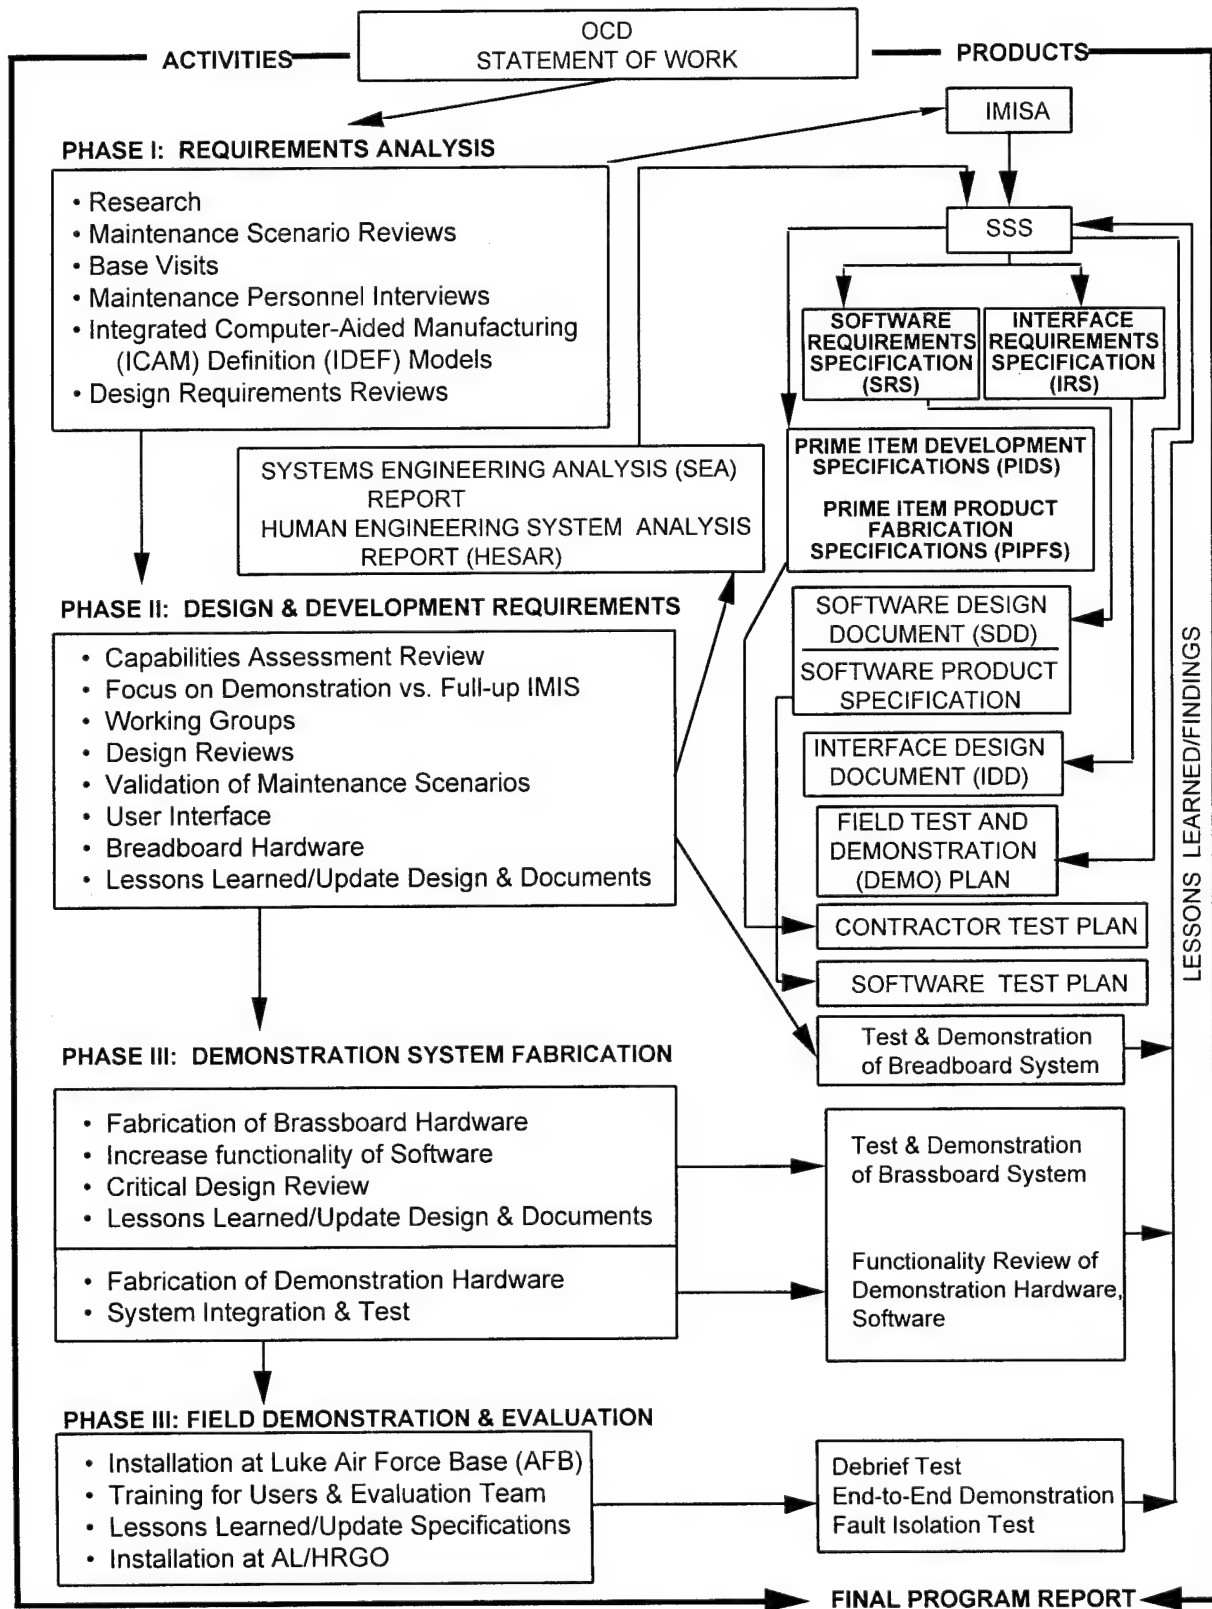 OCD
STATEMENT OF WORK
ACTIVITIES
PRODUCTS
IMISA
PHASE I: REQUIREMENTS ANALYSIS
• Research
• Maintenance Scenario Reviews
• Base Visits
• Maintenance Personnel Interviews
• Integrated Computer-Aided Manufacturing
(ICAM) Definition (IDEF) Models
• Design Requirements Reviews
SSS
SOFTWARE
REQUIREMENTS
SPECIFICATION
(SRS)
INTERFACE
REQUIREMENTS
SPECIFICATION
(IRS)
SYSTEMS ENGINEERING ANALYSIS (SEA)
REPORT
HUMAN ENGINEERING SYSTEM ANALYSIS
REPORT (HESAR)
PRIME ITEM DEVELOPMENT
SPECIFICATIONS (PIDS)
PRIME ITEM PRODUCT
FABRICATION
SPECIFICATIONS (PIPFS)
PHASE II: DESIGN & DEVELOPMENT REQUIREMENTS
• Capabilities Assessment Review
• Focus on Demonstration vs. Full-up IMIS
• Working Groups
• Design Reviews
• Validation of Maintenance Scenarios
• User Interface
• Breadboard Hardware
• Lessons Learned/Update Design & Documents
SOFTWARE DESIGN
DOCUMENT (SDD)
SOFTWARE PRODUCT
SPECIFICATION
INTERFACE DESIGN
DOCUMENT (IDD)
FIELD TEST AND
DEMONSTRATION
(DEMO) PLAN
CONTRACTOR TEST PLAN
SOFTWARE TEST PLAN
Test & Demonstration
of Breadboard System
LESSONS LEARNED/FINDINGS
PHASE III: DEMONSTRATION SYSTEM FABRICATION
• Fabrication of Brassboard Hardware
• Increase functionality of Software
• Critical Design Review
• Lessons Learned/Update Design & Documents
• Fabrication of Demonstration Hardware
• System Integration & Test
Test & Demonstration
of Brassboard System
Functionality Review of
Demonstration Hardware,
Software
PHASE III: FIELD DEMONSTRATION & EVALUATION
• Installation at Luke Air Force Base (AFB)
• Training for Users & Evaluation Team
• Lessons Learned/Update Specifications
• Installation at AL/HRGO
Debrief Test
End-to-End Demonstration
Fault Isolation Test
FINAL PROGRAM REPORT